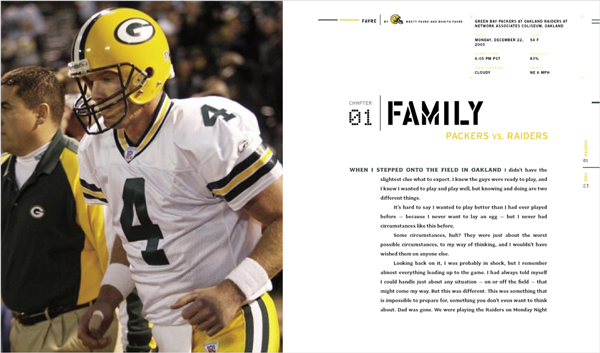 G
4
4
G
FAVRE
BY
BRETT FAVRE AND BONITA FAVRE
GREEN BAY PACKERS AT OAKLAND RAIDERS AT
NETWORK ASSOCIATES COLISEUM, OAKLAND
MONDAY, DECEMBER 22, 2003
54 F
6:05 PM PST
83%
CLOUDY
NE 6 MPH
CHAPTER
01
FAMILY
PACKERS VS. RAIDERS
WHEN I STEPPED ONTO THE FIELD IN OAKLAND I didn't have the
slightest clue what to expect. I knew the guys were ready to play, and
I knew I wanted to play and play well, but knowing and doing are two
different things.
It's hard to say I wanted to play better than I had ever played
before — because I never want to lay an egg — but I never had
circumstances like this before.
Some circumstances, huh? They were just about the worst
possible circumstances, to my way of thinking, and I wouldn't have
wished them on anyone else.
Looking back on it, I was probably in shock, but I remember
almost everything leading up to the game. I had always told myself
I could handle just about any situation — on or off the field — that
might come my way. But this was different. This was something that
is impossible to prepare for, something you don't even want to think
about. Dad was gone. We were playing the Raiders on Monday Night
CHAPTER
01
23